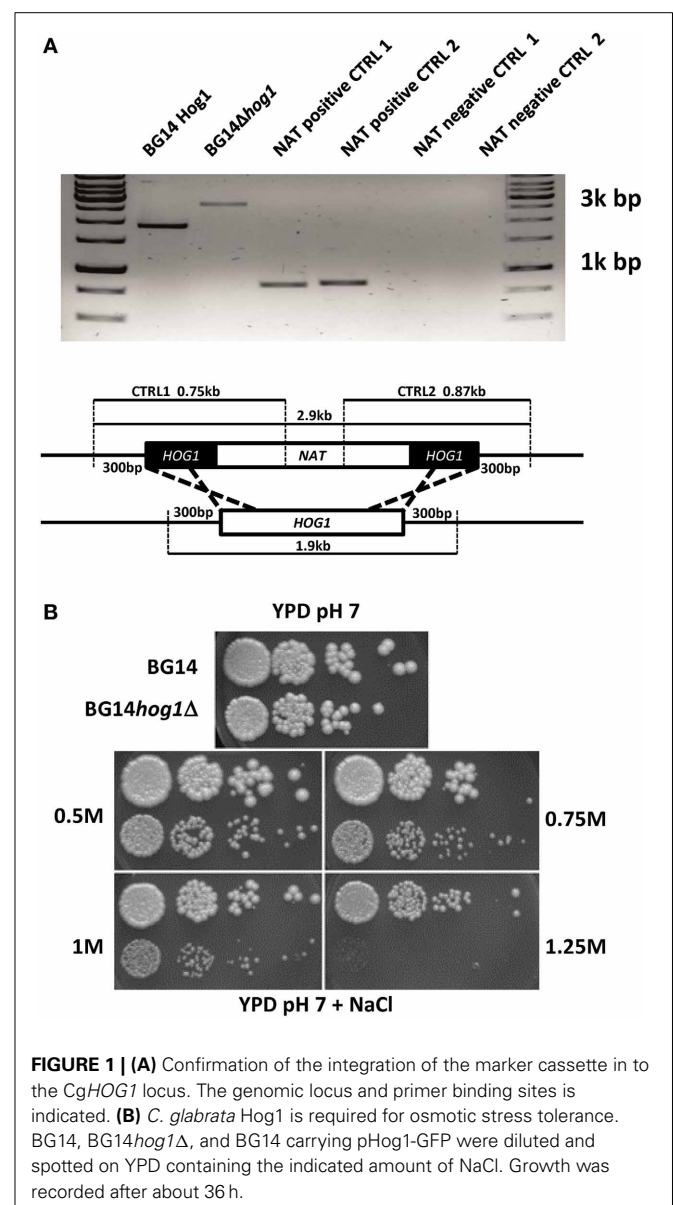 A
BG14 Hog1
BG14Δhog1
NAT positive CTRL 1
NAT positive CTRL 2
NAT negative CTRL 1
NAT negative CTRL 2
3k bp
1k bp
CTRL1 0.75kb
CTRL2 0.87kb
2.9kb
HOG1
NAT
HOG1
300bp
300bp
300bp
300bp
HOG1
1.9kb
B
YPD pH 7
BG14
BG14hog1Δ
0.5M
0.75M
1M
1.25M
YPD pH 7 + NaCl
FIGURE 1 | (A) Confirmation of the integration of the marker cassette in to
the CgHOG1 locus. The genomic locus and primer binding sites is
indicated. (B) C. glabrata Hog1 is required for osmotic stress tolerance.
BG14, BG14hog1Δ, and BG14 carrying pHog1-GFP were diluted and
spotted on YPD containing the indicated amount of NaCl. Growth was
recorded after about 36 h.